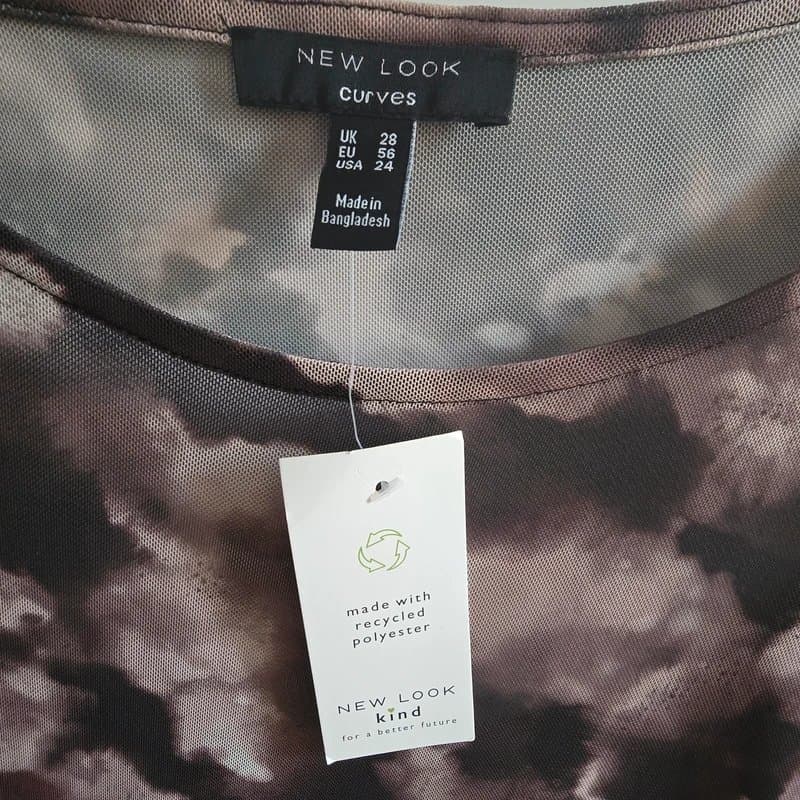 NEW LOOK
curves
UK 28
EU 56
USA 24
Made in
Bangladesh
made with
recycled
polyester
NEW LOOK
kind
for a better future